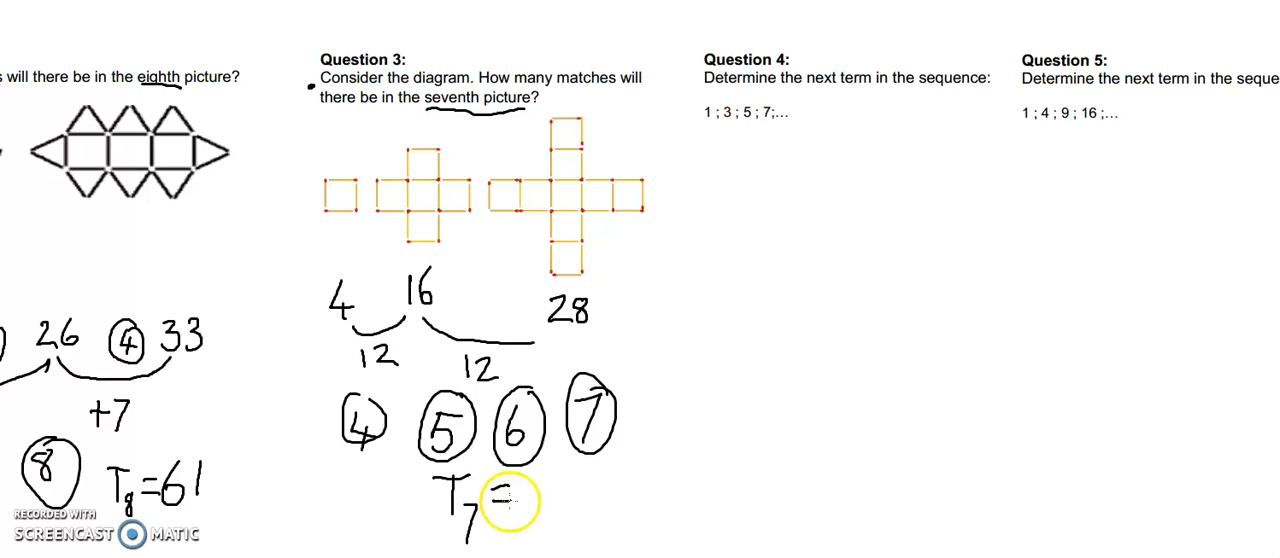 s will there be in the eighth picture?
26 4 33
+7
8 T8=61
RECORDED WITH
SCREENCAST MATIC
Question 3:
Consider the diagram. How many matches will
there be in the seventh picture?
4 16 28
12 12
4 5 6 7
T7 =
Question 4:
Determine the next term in the sequence:
1 ; 3 ; 5 ; 7;...
Question 5:
Determine the next term in the seque
1 ; 4 ; 9 ; 16 ;...